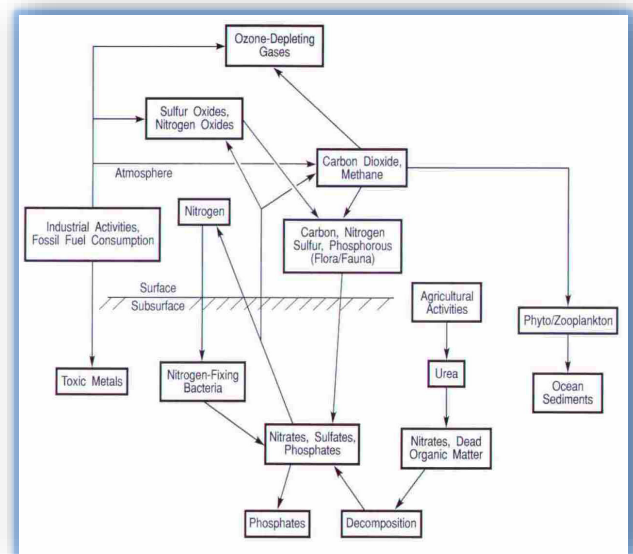 Ozone-Depleting
Gases
Sulfur Oxides,
Nitrogen Oxides
Carbon Dioxide,
Methane
Atmosphere
Nitrogen
Industrial Activities,
Fossil Fuel Consumption
Carbon, Nitrogen
Sulfur, Phosphorous
(Flora/Fauna)
Surface
Subsurface
Agricultural
Activities
Phyto/Zooplankton
Toxic Metals
Nitrogen-Fixing
Bacteria
Urea
Ocean
Sediments
Nitrates, Sulfates,
Phosphates
Nitrates, Dead
Organic Matter
Phosphates
Decomposition